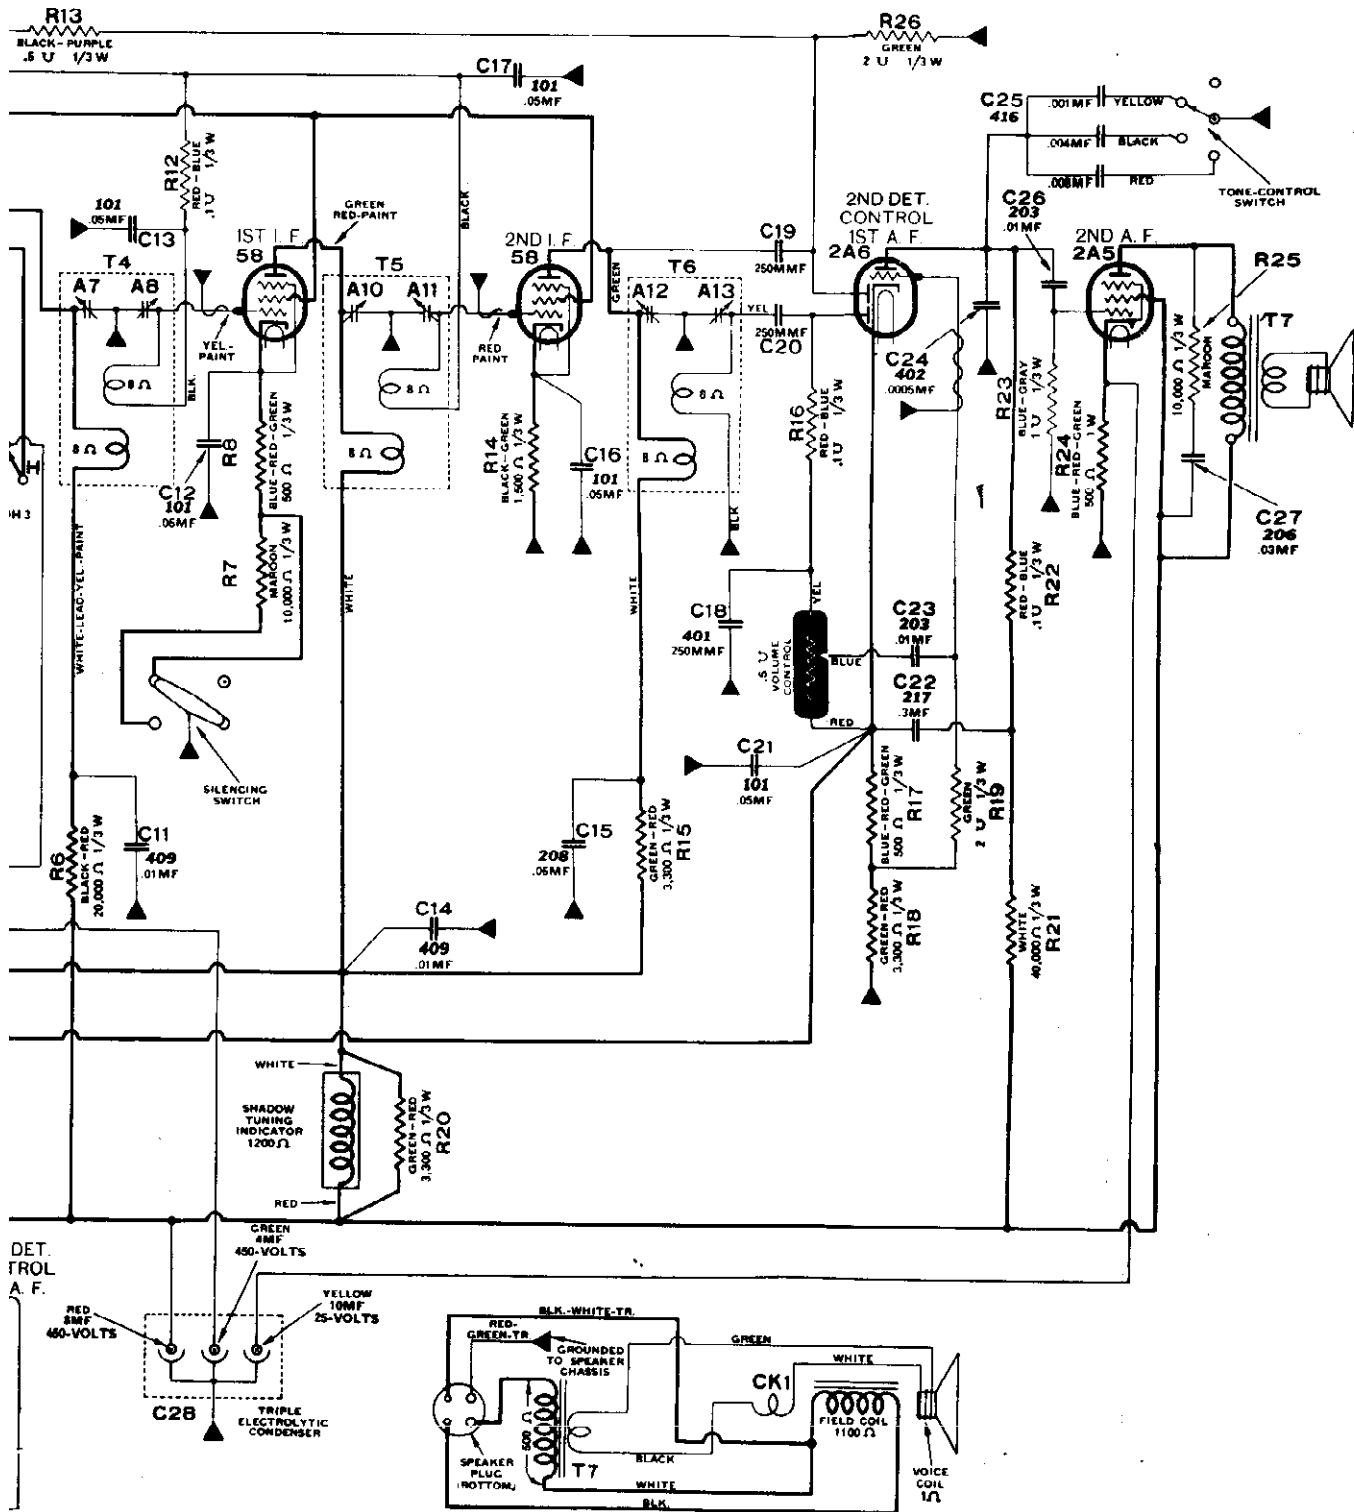 R13
BLACK-PURPLE
.5 ℧ 1/3 W
R26
GREEN
2 ℧ 1/3 W
C17
101
.05MF
C25
416
.001MF
YELLOW
.004MF
BLACK
RED
TONE-CONTROL
SWITCH
R12
RED-BLUE
.1℧ 1/3 W
101
.05MF
C13
GREEN
RED-PAINT
BLACK
1ST I.F.
58
2ND I.F.
58
GREEN
C19
250MMF
2ND DET.
CONTROL
1ST A.F.
2A6
C26
203
.01MF
2ND A.F.
2A5
R25
T4
A7
A8
T5
A10
A11
T6
A12
A13
YEL
250MMF
C20
T7
YEL.-
PAINT
BLK.
RED
PAINT
C24
402
.0005MF
8 Ω
8 Ω
8 Ω
8 Ω
8 Ω
8 Ω
R8
BLUE-RED-GREEN
500 Ω 1/3 W
C12
101
.05MF
R14
BLACK-GREEN
1,500 Ω 1/3 W
C16
101
.05MF
BLK
R16
RED-BLUE
.1℧ 1/3 W
R23
BLUE-GRAY
1 ℧ 1/3 W
R24
BLUE-RED-GREEN
500 Ω 1W
10,000 Ω 1/3 W
MAROON
C27
206
.03MF
OH 3
R7
MAROON
10,000 Ω 1/3 W
WHITE-LEAD-YEL.-PAINT
WHITE
WHITE
C18
401
250MMF
YEL
.5 ℧
VOLUME
CONTROL
BLUE
RED
C23
203
.01MF
C22
217
.3MF
RED-BLUE
.1℧ 1/3 W
R22
SILENCING
SWITCH
C21
101
.05MF
BLUE-RED-GREEN
500 Ω 1/3 W
R17
GREEN
2 ℧ 1/3 W
R19
R6
BLACK-RED
20,000 Ω 1/3 W
C11
409
.01MF
C15
208
.05MF
GREEN-RED
3,300 Ω 1/3 W
R15
C14
409
.01MF
GREEN-RED
3,300 Ω 1/3 W
R18
WHITE
40,000 Ω 1/3 W
R21
WHITE
SHADOW
TUNING
INDICATOR
1200Ω
GREEN-RED
3,300 Ω 1/3 W
R20
RED
DET.
TROL
A. F.
GREEN
4MF
450-VOLTS
RED
8MF
450-VOLTS
YELLOW
10MF
25-VOLTS
C28
TRIPLE
ELECTROLYTIC
CONDENSER
BLK.-WHITE-TR.
RED-
GREEN-TR.
GROUNDED
TO SPEAKER
CHASSIS
GREEN
WHITE
CK1
FIELD COIL
1100 Ω
BLACK
SPEAKER
PLUG
(BOTTOM)
500 Ω
T7
WHITE
BLK.
VOICE
COIL
1Ω